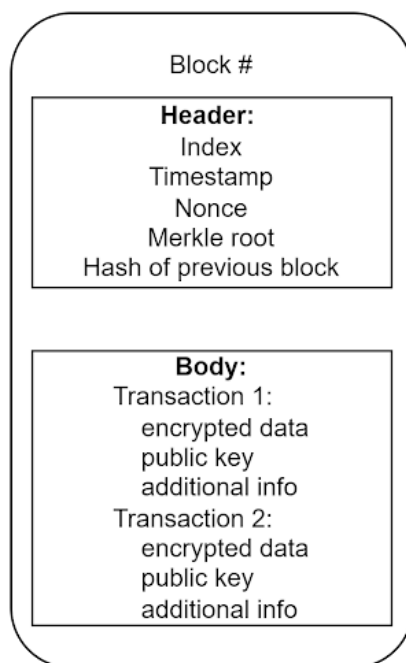 Block #
Header:
Index
Timestamp
Nonce
Merkle root
Hash of previous block
Body:
Transaction 1:
encrypted data
public key
additional info
Transaction 2:
encrypted data
public key
additional info